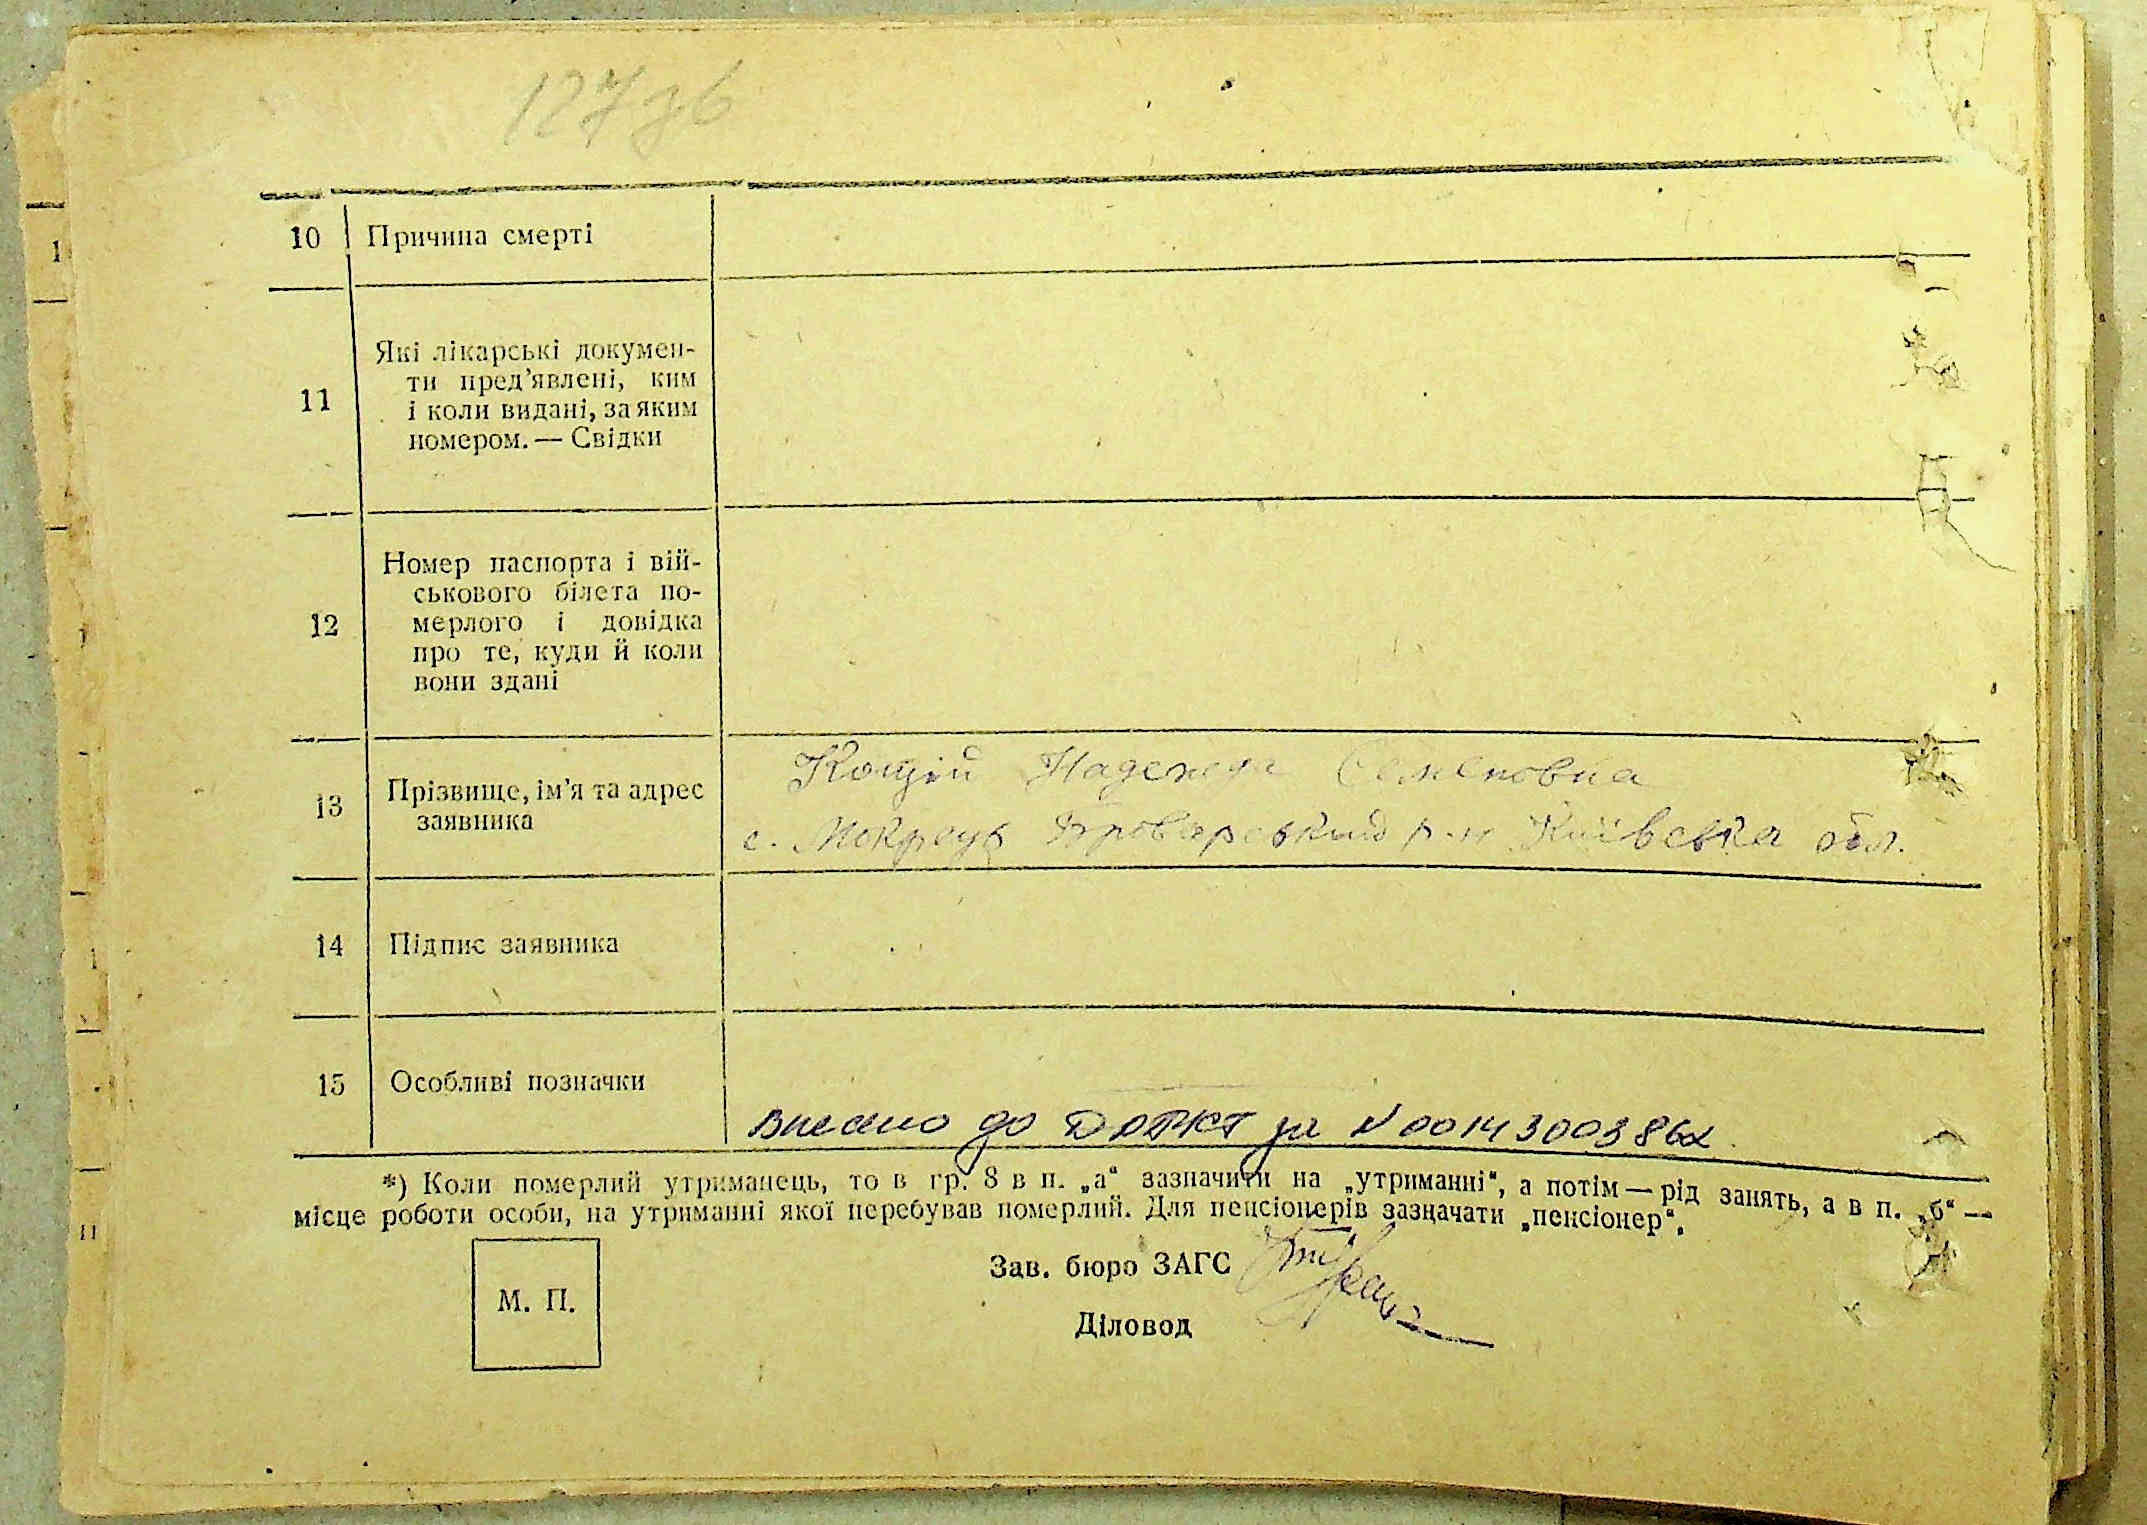 127 зв
10 Причина смерті
11 Які лікарські докумен-
ти пред’явлені, ким
і коли видані, за яким
номером. — Свідки
12 Номер паспорта і вій-
ськового білета по-
мерлого і довідка
про те, куди й коли
вони здані
13 Прізвище, ім’я та адрес
заявника
Надежда Семеновна
с. Мокрець Броварський р-н Київська обл.
14 Підпис заявника
15 Особливі позначки
Внесено до за N 00143003862
*) Коли померлий утриманець, то в гр. 8 в п. „а“ зазначити на „утриманні“, а потім — рід занять, а в п. „б“ —
місце роботи особи, на утриманні якої перебував померлий. Для пенсіонерів зазначати „пенсіонер“.
М. П.
Зав. бюро ЗАГС
Діловод